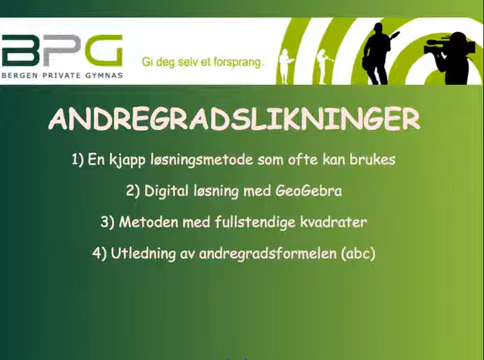 BPG
BERGEN PRIVATE GYMNAS
Gi deg selv et forsprang.
ANDREGRADSLIKNINGER
1) En kjapp løsningsmetode som ofte kan brukes
2) Digital løsning med GeoGebra
3) Metoden med fullstendige kvadrater
4) Utledning av andregradsformelen (abc)